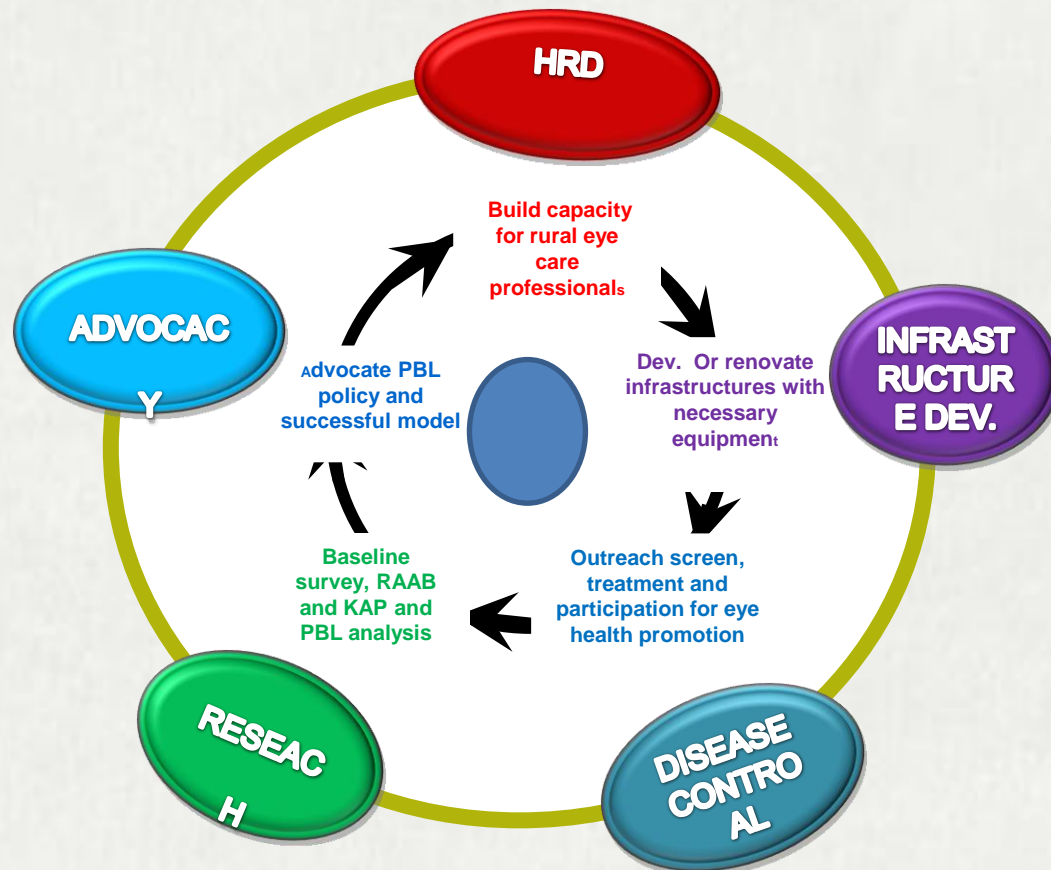 HRD
Build capacity
for rural eye
care
professionals
ADVOCAC
Y
INFRAST
RUCTUR
E DEV.
Advocate PBL
policy and
successful model
Dev. Or renovate
infrastructures with
necessary
equipment
Baseline
survey, RAAB
and KAP and
PBL analysis
Outreach screen,
treatment and
participation for eye
health promotion
RESEAC
H
DISEASE
CONTRO
AL